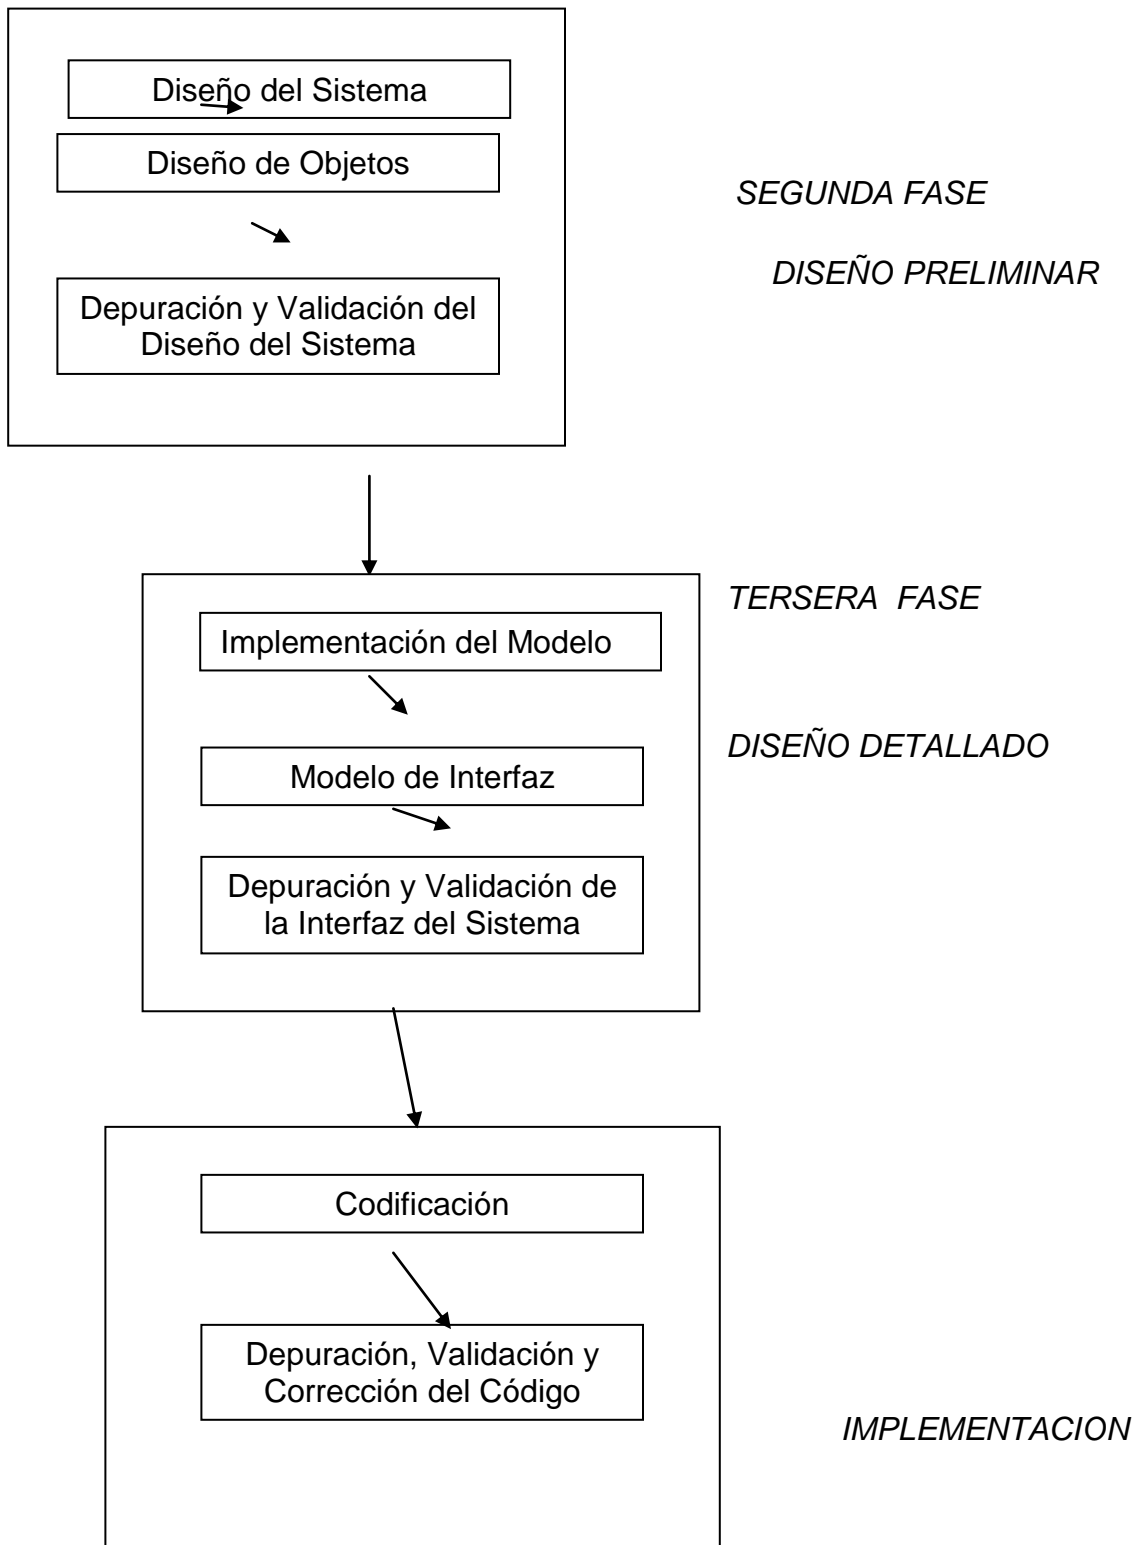 Diseño del Sistema
Diseño de Objetos
SEGUNDA FASE
DISEÑO PRELIMINAR
Depuración y Validación del
Diseño del Sistema
TERSERA FASE
Implementación del Modelo
DISEÑO DETALLADO
Modelo de Interfaz
Depuración y Validación de
la Interfaz del Sistema
Codificación
Depuración, Validación y
Corrección del Código
IMPLEMENTACION